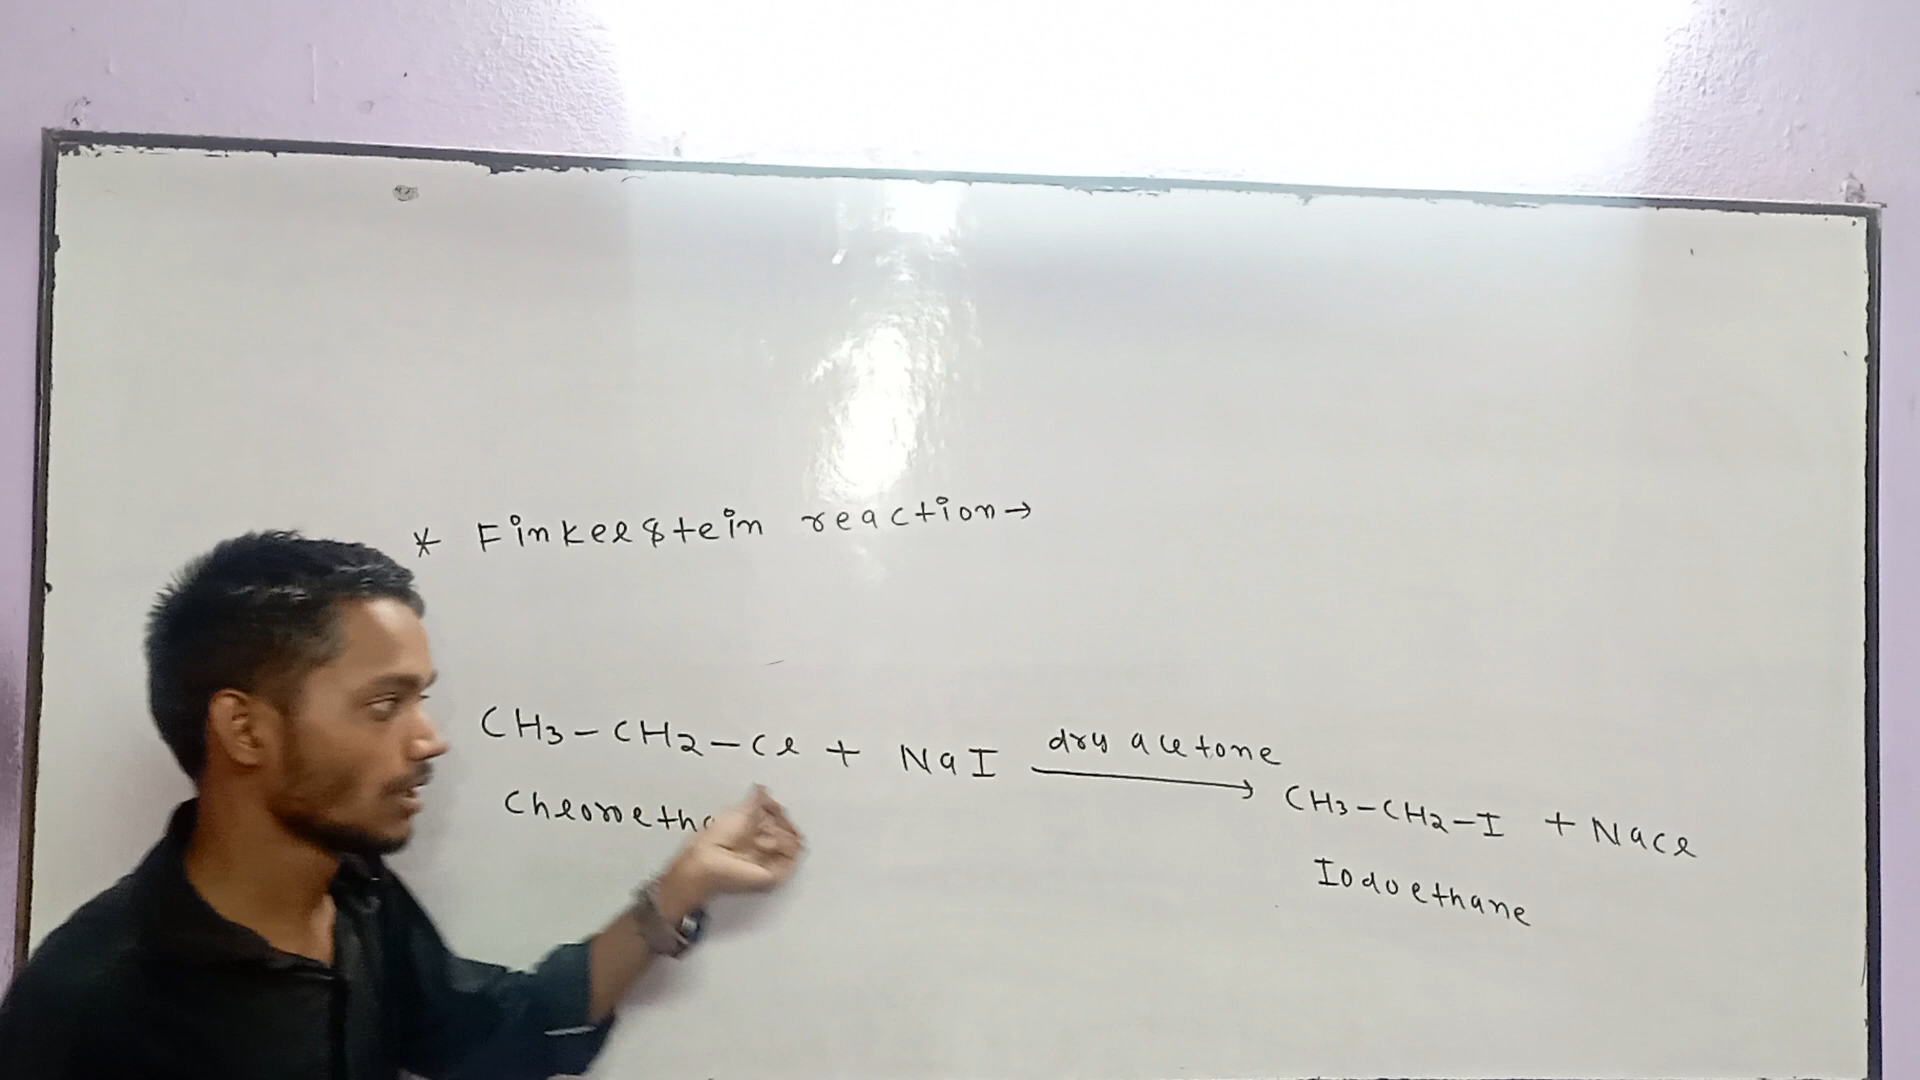 * Finkelstein reaction →
CH3-CH2-Cl + NaI dry acetone → CH3-CH2-I + NaCl
Iodoethane